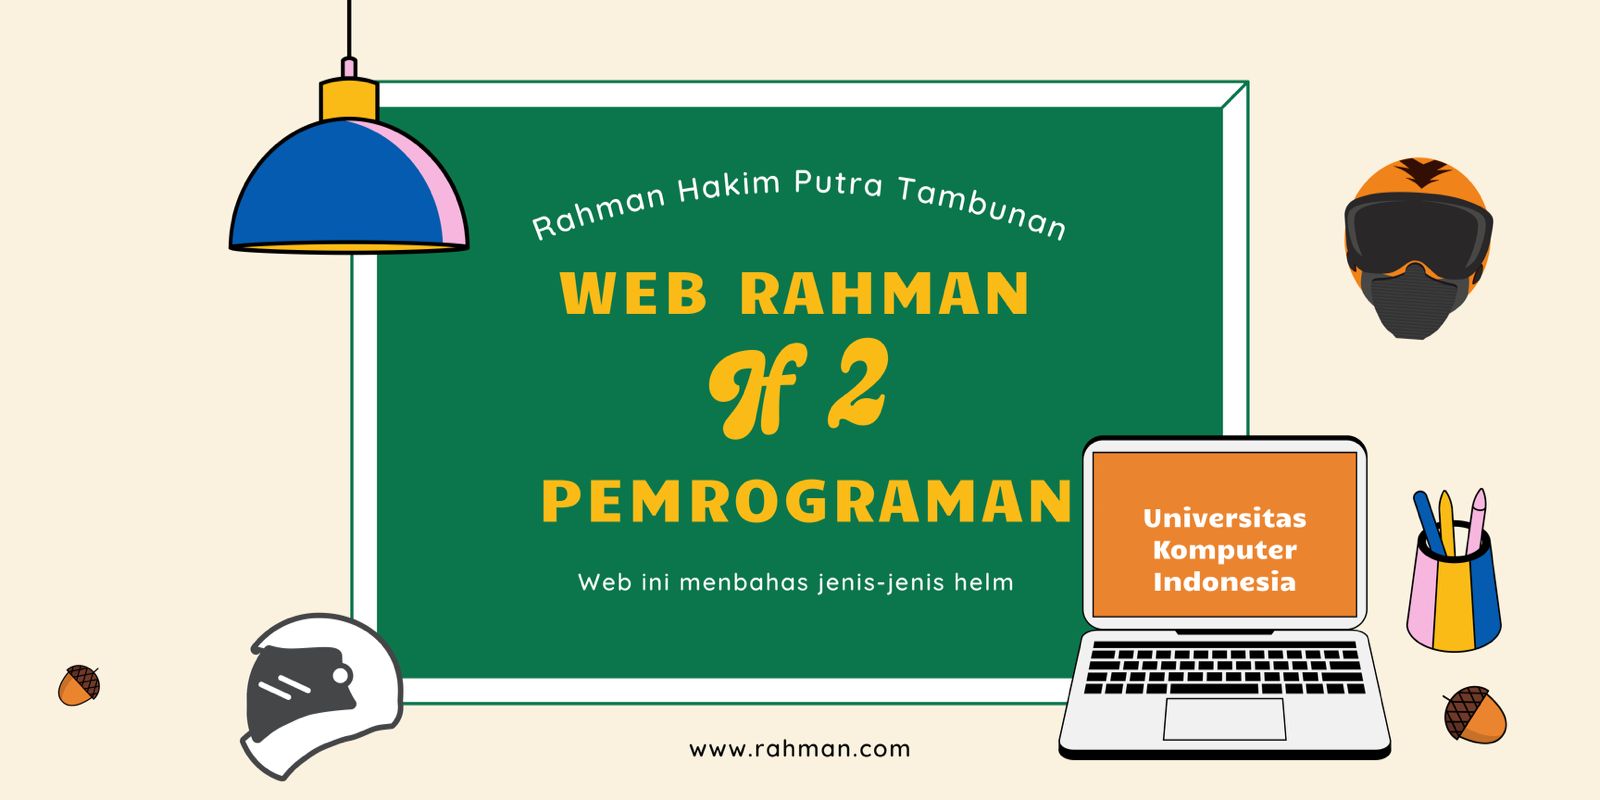 Rahman Hakim Putra Tambunan
WEB RAHMAN
If 2
PEMROGRAMAN
Web ini menbahas jenis-jenis helm
Universitas
Komputer
Indonesia
www.rahman.com